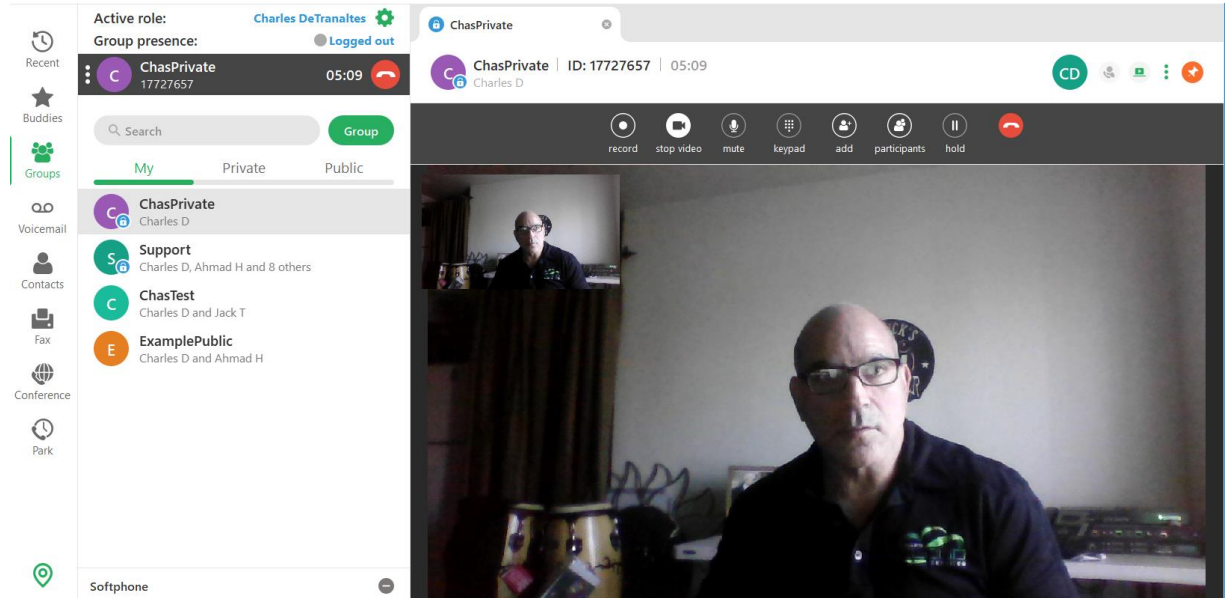 Recent
Buddies
Groups
Voicemail
Contacts
Fax
Conference
Park
Active role: Charles DeTranaltes
Group presence: Logged out
C ChasPrivate 05:09
17727657
Search Group
My Private Public
C ChasPrivate
Charles D
S Support
Charles D, Ahmad H and 8 others
C ChasTest
Charles D and Jack T
E ExamplePublic
Charles D and Ahmad H
Softphone
ChasPrivate
C ChasPrivate ID: 17727657 05:09
Charles D
CD
record stop video mute keypad add participants hold